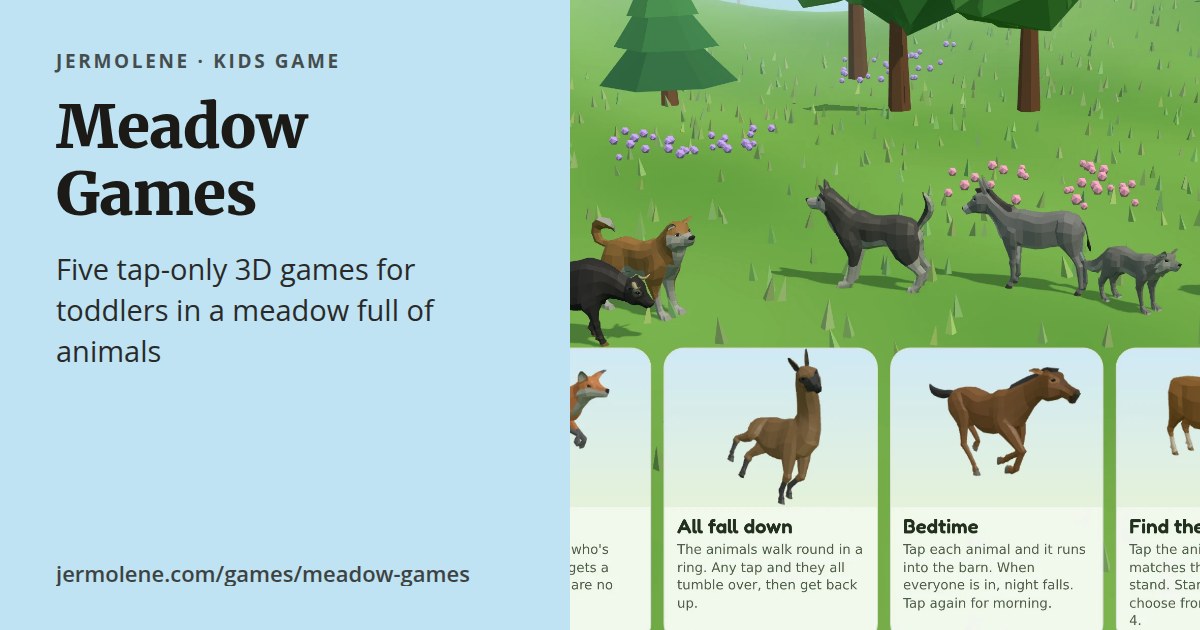 JERMOLENE · KIDS GAME
Meadow
Games
Five tap-only 3D games for
toddlers in a meadow full of
animals
jermolene.com/games/meadow-games
who's
gets a
are no
All fall down
The animals walk round in a
ring. Any tap and they all
tumble over, then get back
up.
Bedtime
Tap each animal and it runs
into the barn. When
everyone is in, night falls.
Tap again for morning.
Find the
Tap the
matches th
stand. Star
choose fro
4.